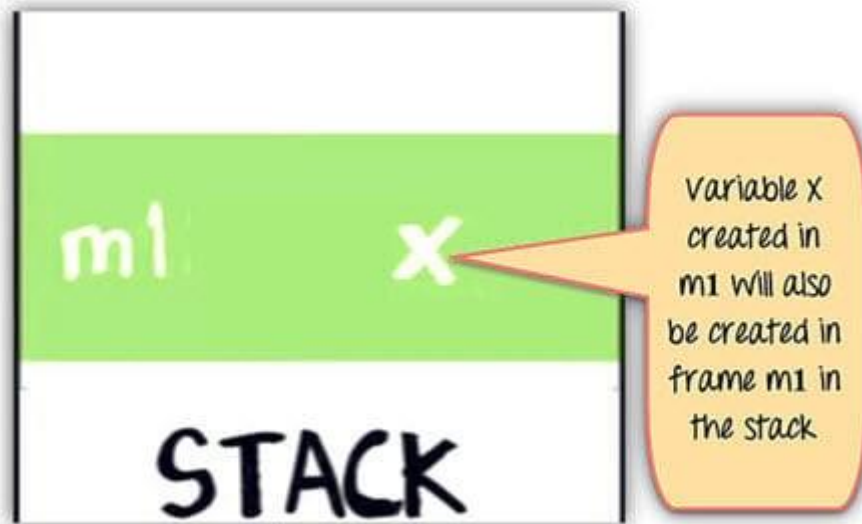 m1
x
Variable X
created in
m1 will also
be created in
frame m1 in
the stack
STACK